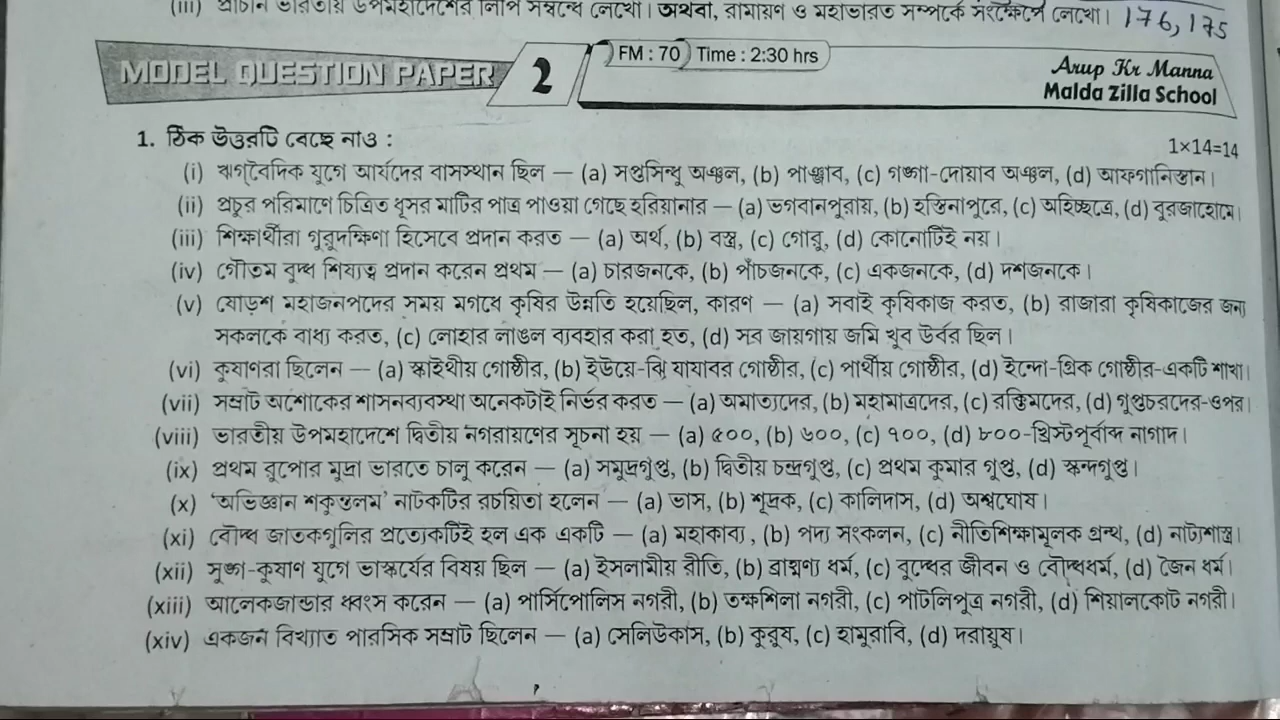 (iii) প্রাচীন ভারতীয় উপমহাদেশের লিপি সম্বন্ধে লেখো। অথবা, রামায়ণ ও মহাভারত সম্পর্কে সংক্ষেপে লেখো। 176, 175
MODEL QUESTION PAPER 2 FM : 70 Time : 2:30 hrs
Arup Kr Manna
Malda Zilla School
1. ঠিক উত্তরটি বেছে নাও : 1×14=14
(i) ঋগ্‌বৈদিক যুগে আর্যদের বাসস্থান ছিল — (a) সপ্তসিন্ধু অঞ্চল, (b) পাঞ্জাব, (c) গঙ্গা-দোয়াব অঞ্চল, (d) আফগানিস্তান।
(ii) প্রচুর পরিমাণে চিত্রিত ধূসর মাটির পাত্র পাওয়া গেছে হরিয়ানার — (a) ভগবানপুরায়, (b) হস্তিনাপুরে, (c) অহিচ্ছত্রে, (d) বুরজাহোমে।
(iii) শিক্ষার্থীরা গুরুদক্ষিণা হিসেবে প্রদান করত — (a) অর্থ, (b) বস্ত্র, (c) গোরু, (d) কোনোটিই নয়।
(iv) গৌতম বুদ্ধ শিষ্যত্ব প্রদান করেন প্রথম — (a) চারজনকে, (b) পাঁচজনকে, (c) একজনকে, (d) দশজনকে।
(v) ষোড়শ মহাজনপদের সময় মগধে কৃষির উন্নতি হয়েছিল, কারণ — (a) সবাই কৃষিকাজ করত, (b) রাজারা কৃষিকাজের জন্য
সকলকে বাধ্য করত, (c) লোহার লাঙল ব্যবহার করা হত, (d) সব জায়গায় জমি খুব উর্বর ছিল।
(vi) কুষাণরা ছিলেন — (a) স্কাইথীয় গোষ্ঠীর, (b) ইউয়ে-ঝি যাযাবর গোষ্ঠীর, (c) পার্থীয় গোষ্ঠীর, (d) ইন্দো-গ্রিক গোষ্ঠীর-একটি শাখা।
(vii) সম্রাট অশোকের শাসনব্যবস্থা অনেকটাই নির্ভর করত — (a) অমাত্যদের, (b) মহামাত্রদের, (c) রত্নিমদের, (d) গুপ্তচরদের-ওপর।
(viii) ভারতীয় উপমহাদেশে দ্বিতীয় নগরায়ণের সূচনা হয় — (a) ৫০০, (b) ৬০০, (c) ৭০০, (d) ৮০০-খ্রিস্টপূর্বাব্দ নাগাদ।
(ix) প্রথম রুপোর মুদ্রা ভারতে চালু করেন — (a) সমুদ্রগুপ্ত, (b) দ্বিতীয় চন্দ্রগুপ্ত, (c) প্রথম কুমার গুপ্ত, (d) স্কন্দগুপ্ত।
(x) ‘অভিজ্ঞান শকুন্তলম’ নাটকটির রচয়িতা হলেন — (a) ভাস, (b) শূদ্রক, (c) কালিদাস, (d) অশ্বঘোষ।
(xi) বৌদ্ধ জাতকগুলির প্রত্যেকটিই হল এক একটি — (a) মহাকাব্য, (b) পদ্য সংকলন, (c) নীতিশিক্ষামূলক গ্রন্থ, (d) নাট্যশাস্ত্র।
(xii) সুঙ্গ-কুষাণ যুগে ভাস্কর্যের বিষয় ছিল — (a) ইসলামীয় রীতি, (b) ব্রাহ্মণ্য ধর্ম, (c) বুদ্ধের জীবন ও বৌদ্ধধর্ম, (d) জৈন ধর্ম।
(xiii) আলেকজান্ডার ধ্বংস করেন — (a) পার্সিপোলিস নগরী, (b) তক্ষশিলা নগরী, (c) পাটলিপুত্র নগরী, (d) শিয়ালকোট নগরী।
(xiv) একজন বিখ্যাত পারসিক সম্রাট ছিলেন — (a) সেলিউকাস, (b) কুরুষ, (c) হামুরাবি, (d) দরায়ুষ।